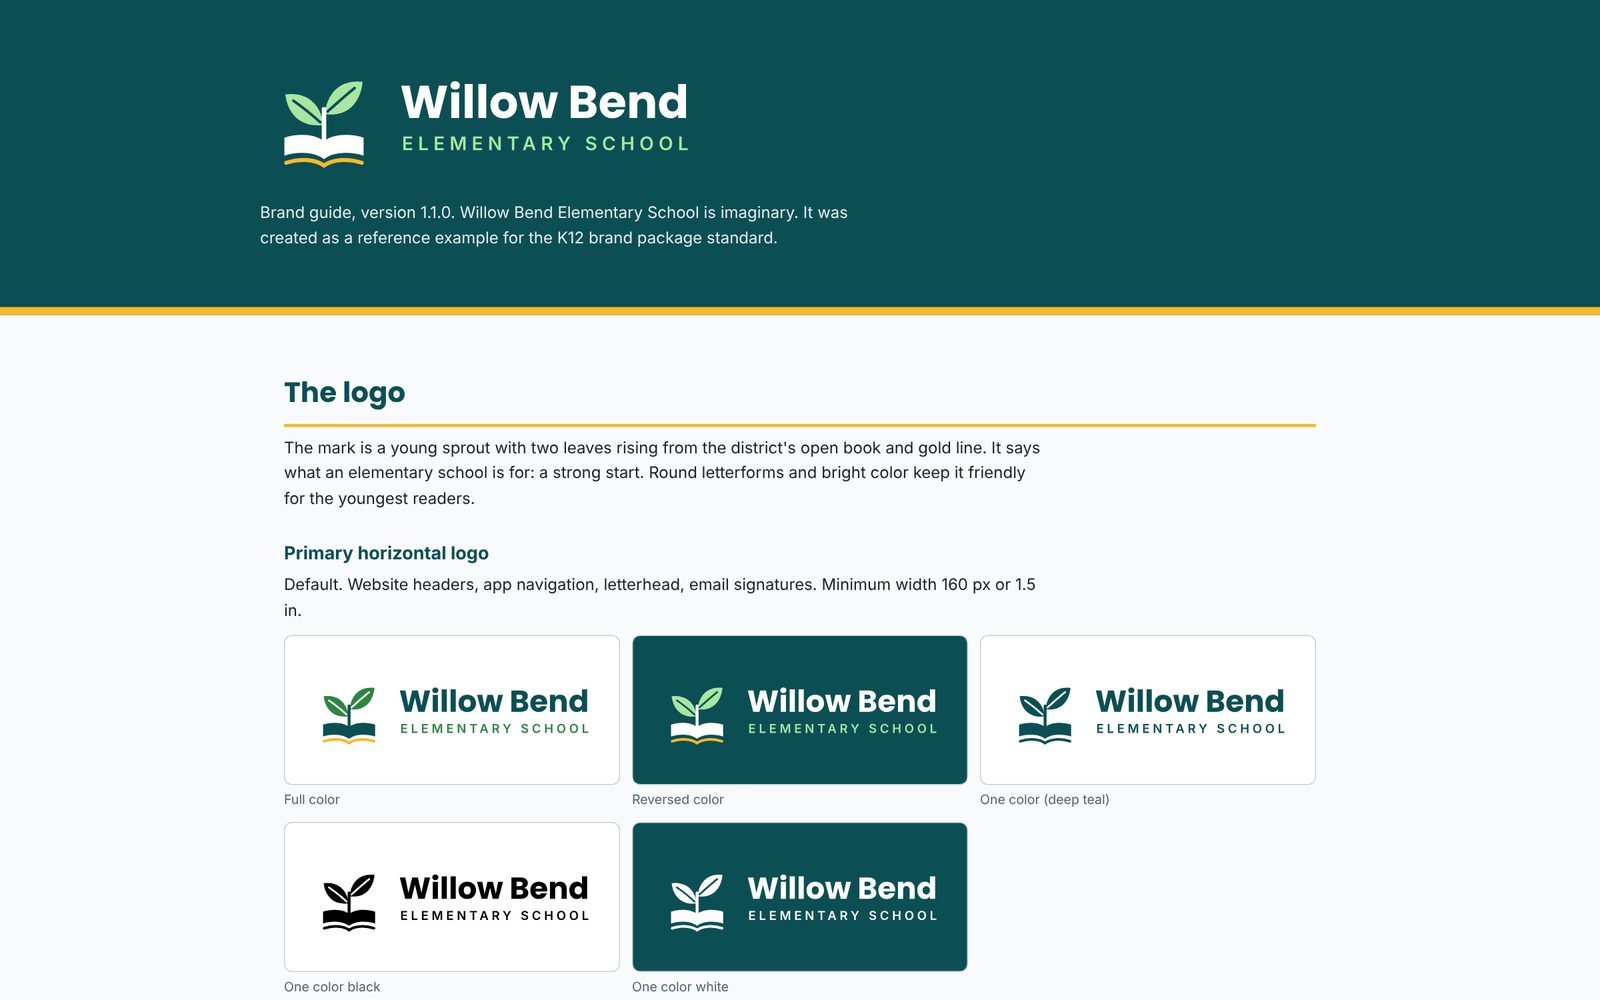 Willow Bend
ELEMENTARY SCHOOL
Brand guide, version 1.1.0. Willow Bend Elementary School is imaginary. It was
created as a reference example for the K12 brand package standard.
The logo
The mark is a young sprout with two leaves rising from the district's open book and gold line. It says
what an elementary school is for: a strong start. Round letterforms and bright color keep it friendly
for the youngest readers.
Primary horizontal logo
Default. Website headers, app navigation, letterhead, email signatures. Minimum width 160 px or 1.5
in.
Willow Bend
ELEMENTARY SCHOOL
Full color
Willow Bend
ELEMENTARY SCHOOL
Reversed color
Willow Bend
ELEMENTARY SCHOOL
One color (deep teal)
Willow Bend
ELEMENTARY SCHOOL
One color black
Willow Bend
ELEMENTARY SCHOOL
One color white